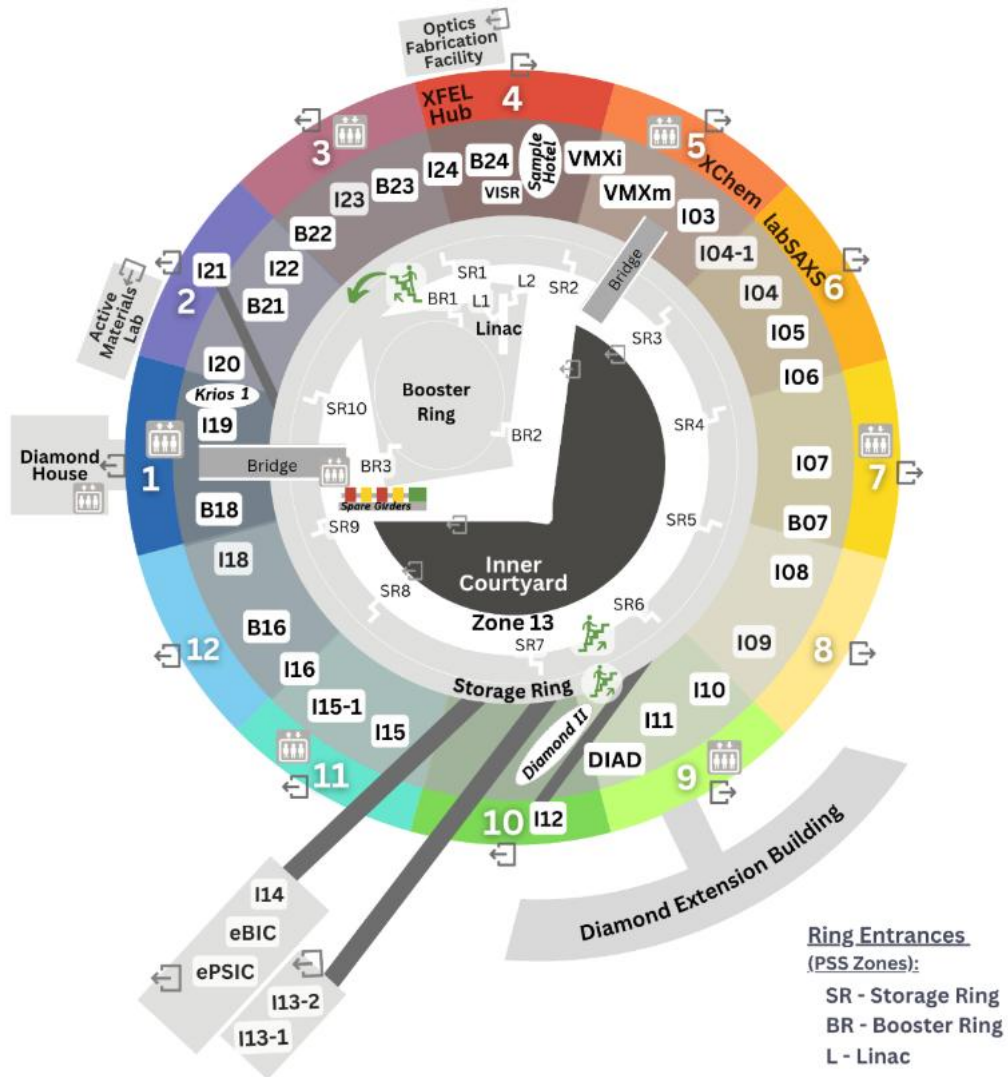 Optics
Fabrication
Facility
XFEL
Hub
4
3
5
XChem
labSAXS
6
2
Active
Materials
Lab
1
Diamond
House
7
12
8
11
10
9
I24
B24
VISR
Sample
Hotel
VMXi
VMXm
I03
I04-1
I04
I05
I06
I07
B07
I08
I09
I10
I11
DIAD
Diamond II
I12
I23
B23
B22
I22
I21
B21
I20
Krios 1
I19
Bridge
B18
I18
B16
I16
I15-1
I15
Bridge
SR1
L2
SR2
BR1
L1
Linac
SR3
Booster
Ring
SR10
SR4
BR2
BR3
Spare Girders
SR9
SR5
Inner
Courtyard
SR8
SR6
Zone 13
SR7
Storage Ring
I14
eBIC
ePSIC
I13-2
I13-1
Diamond Extension Building
Ring Entrances
(PSS Zones):
SR - Storage Ring
BR - Booster Ring
L - Linac